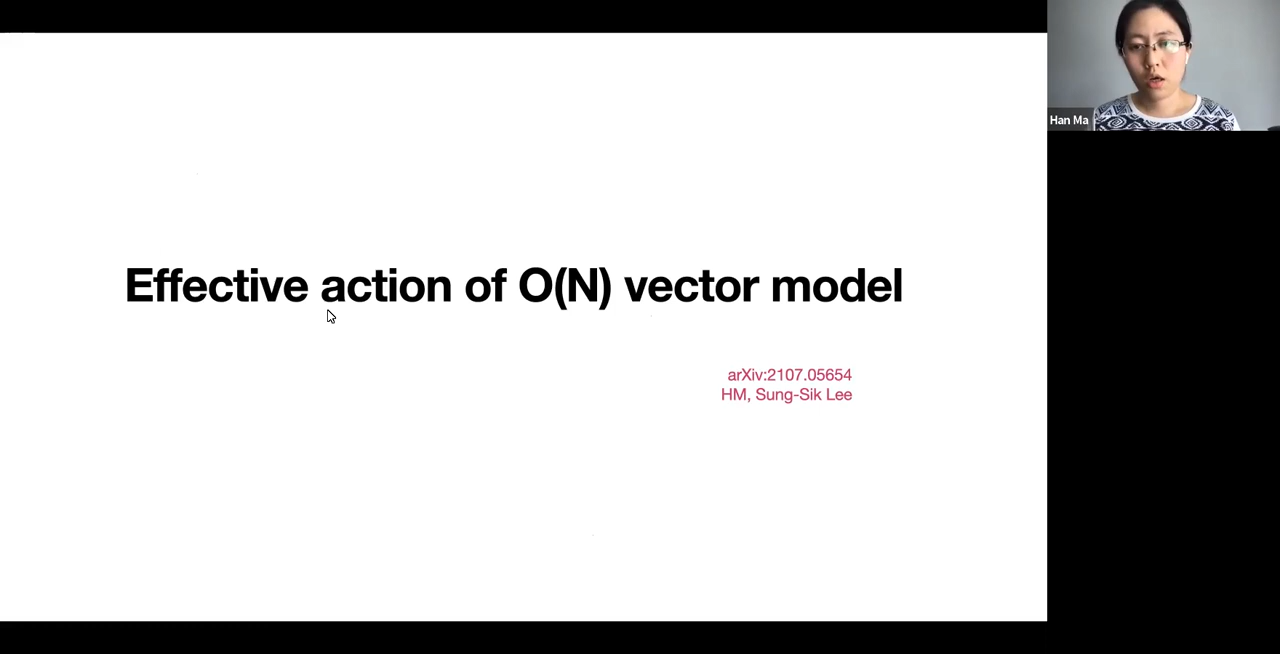 Effective action of O(N) vector model
arXiv:2107.05654
HM, Sung-Sik Lee
Han Ma